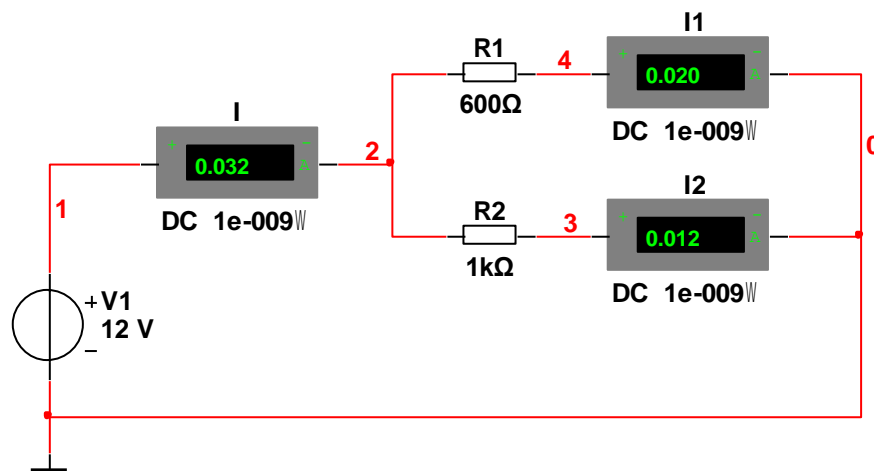 I
+ − 0.032 A
DC 1e-009W
1
2
+ V1
12 V
−
R1
600Ω
4
I1
+ − 0.020 A
DC 1e-009W
0
R2
1kΩ
3
I2
+ − 0.012 A
DC 1e-009W